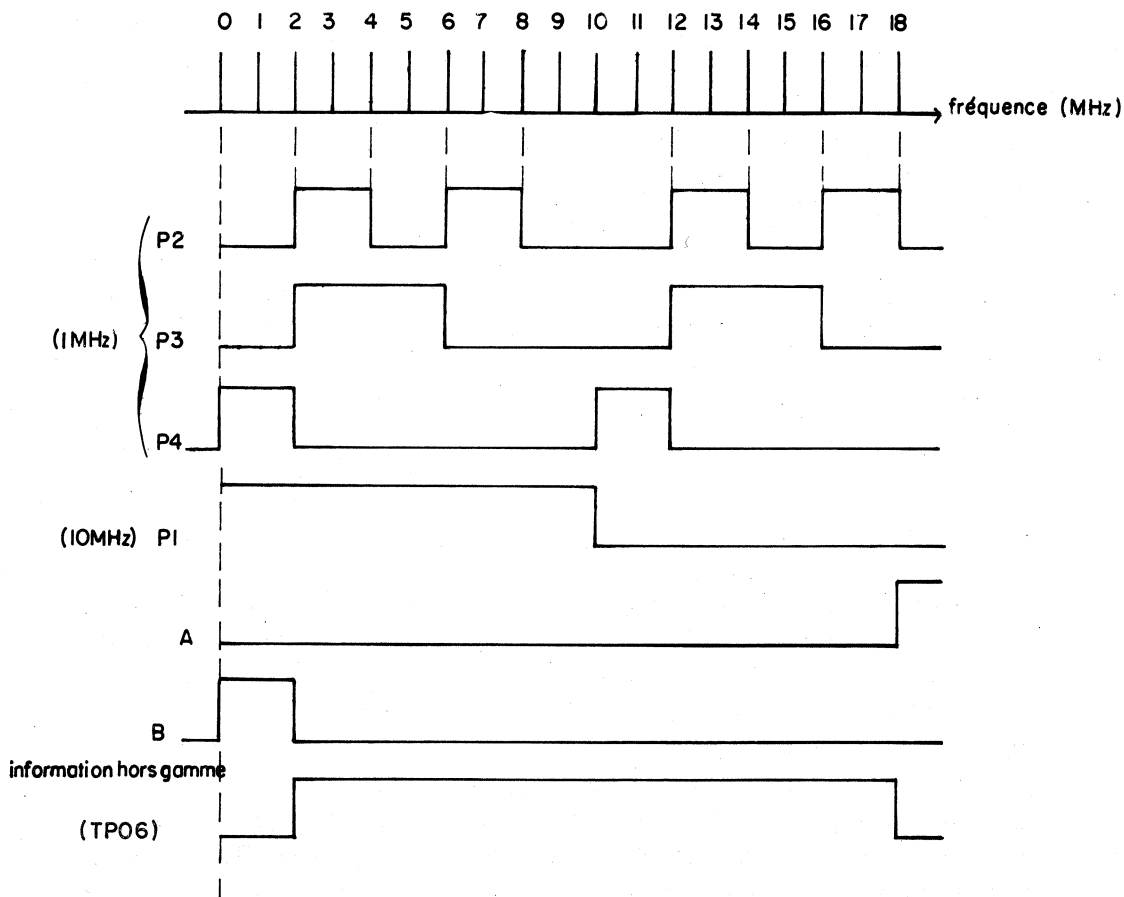 0 1 2 3 4 5 6 7 8 9 10 11 12 13 14 15 16 17 18
fréquence (MHz)
P2
(1MHz) P3
P4
(10MHz) P1
A
B
information hors gamme
(TP06)